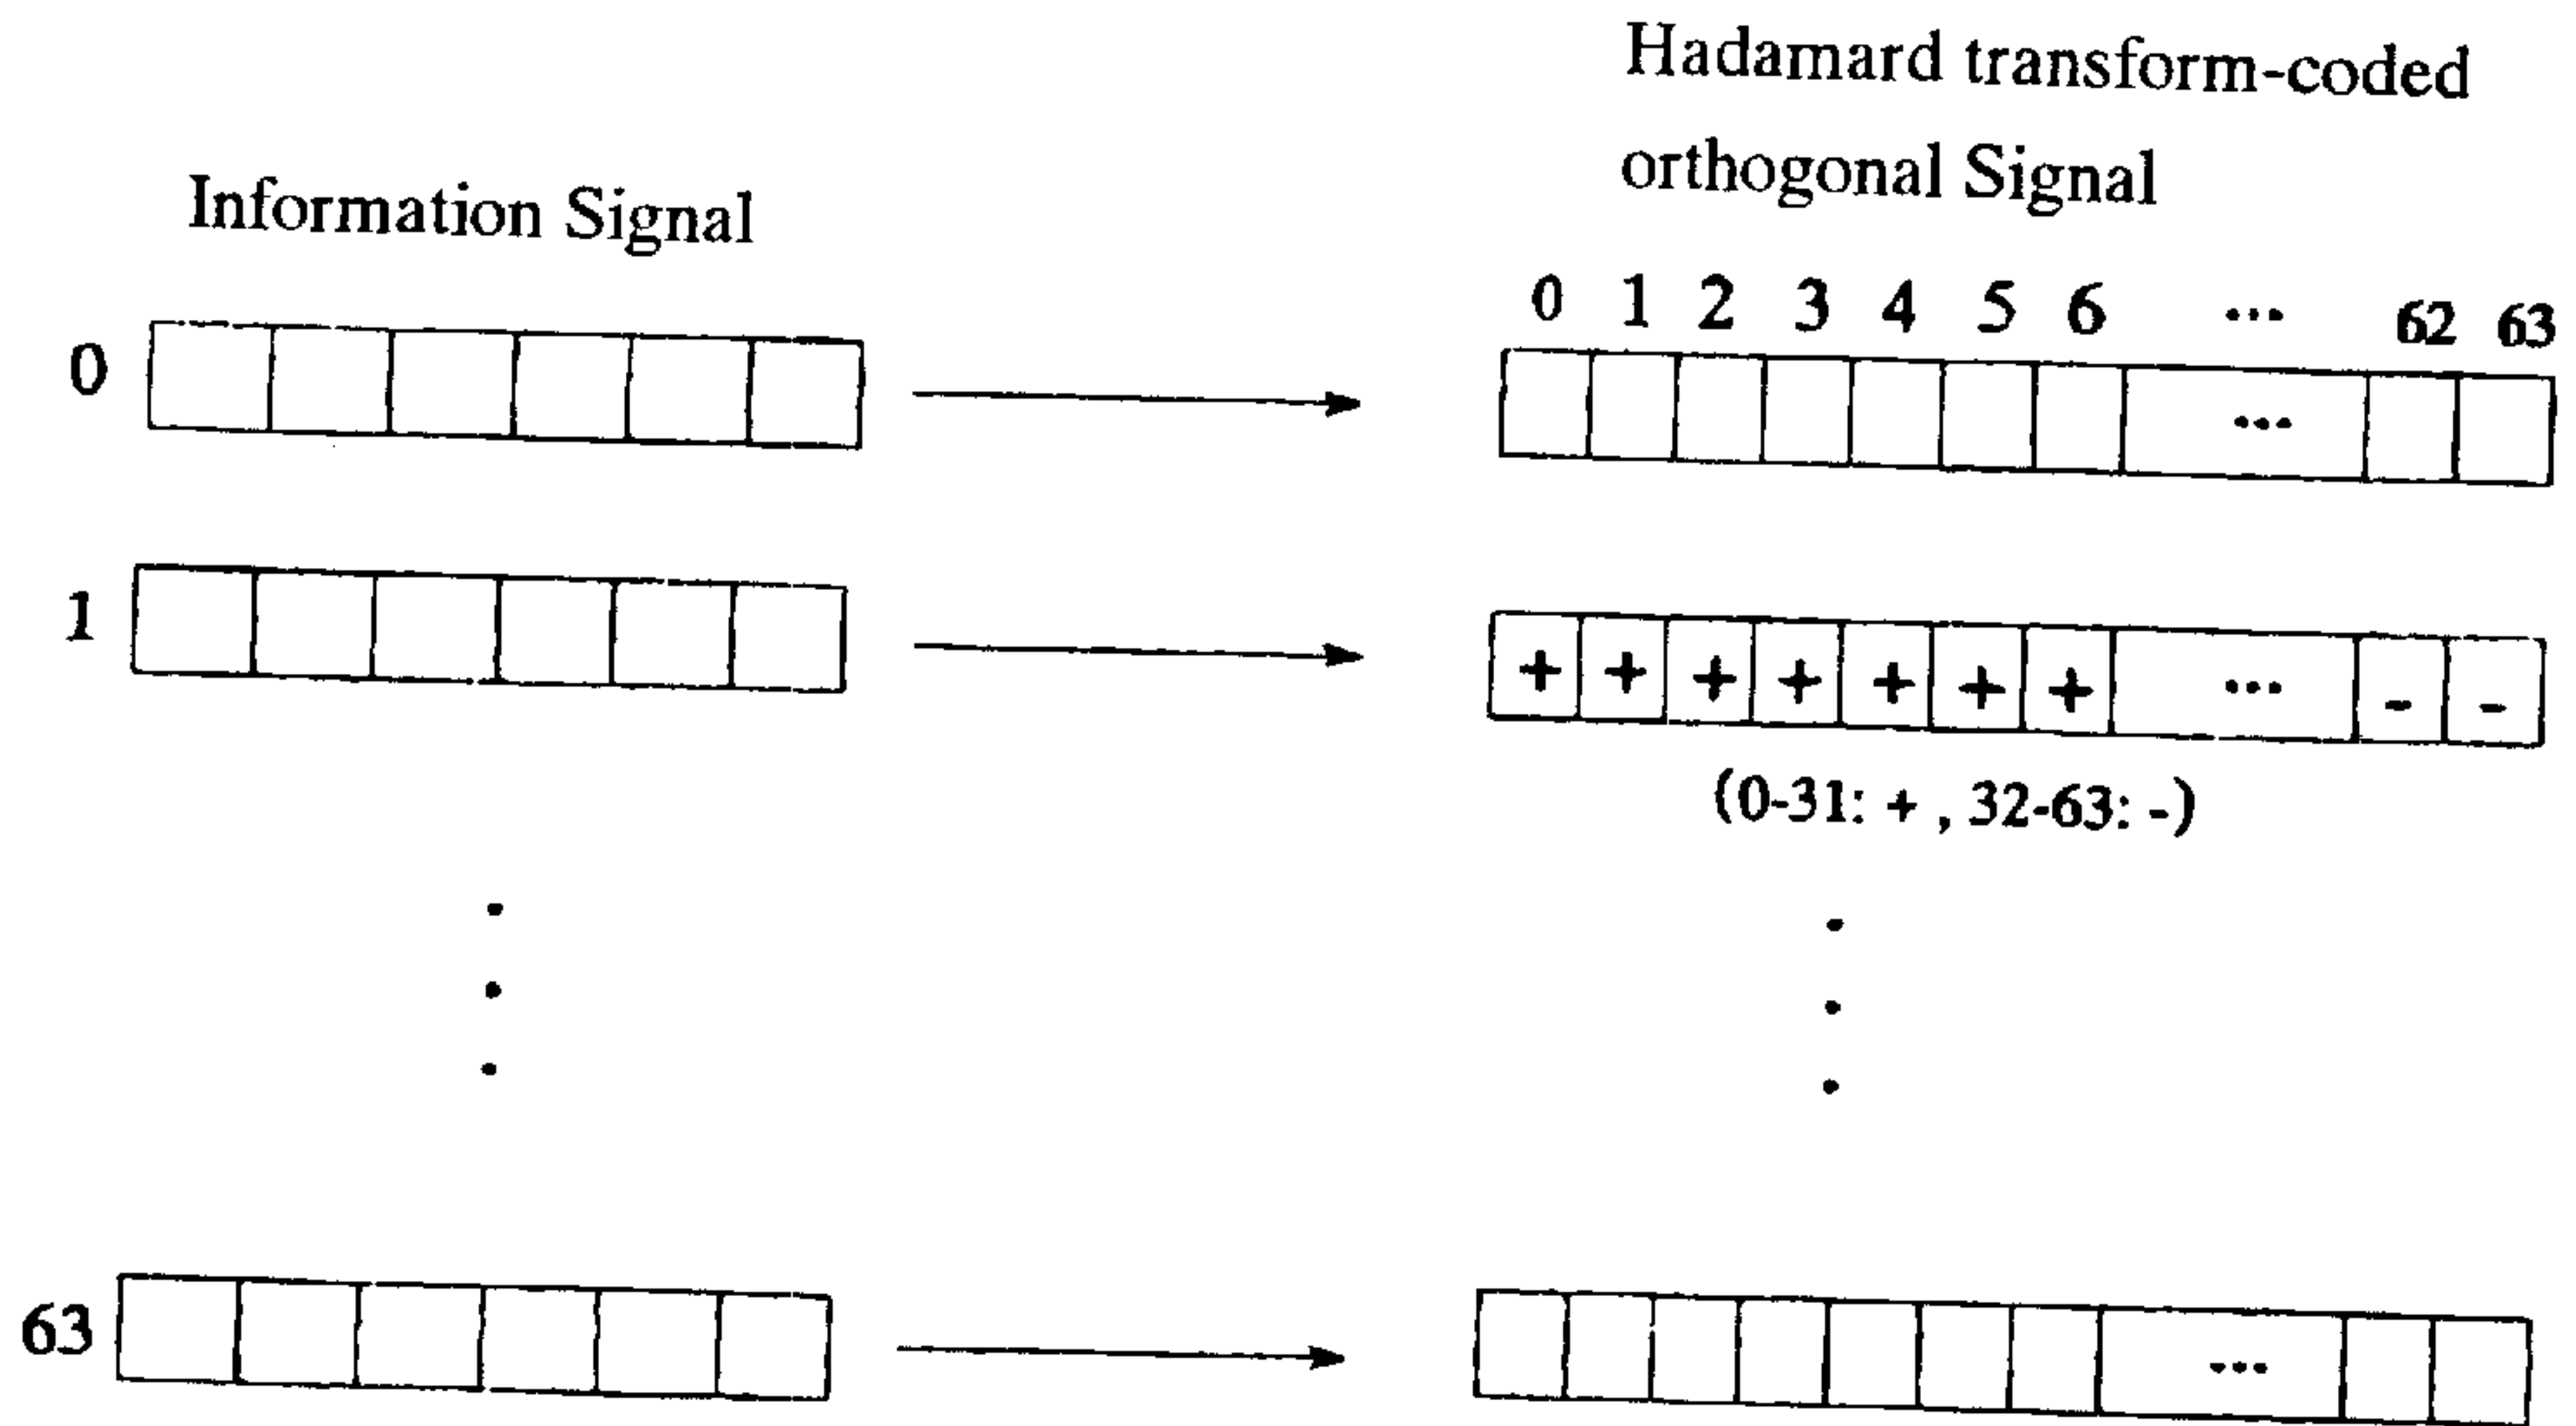 Hadamard transform-coded
orthogonal Signal
Information Signal
0 1 2 3 4 5 6 ... 62 63
0
...
1
+ + + + + + + ... - -
(0-31: + , 32-63: -)
63
...